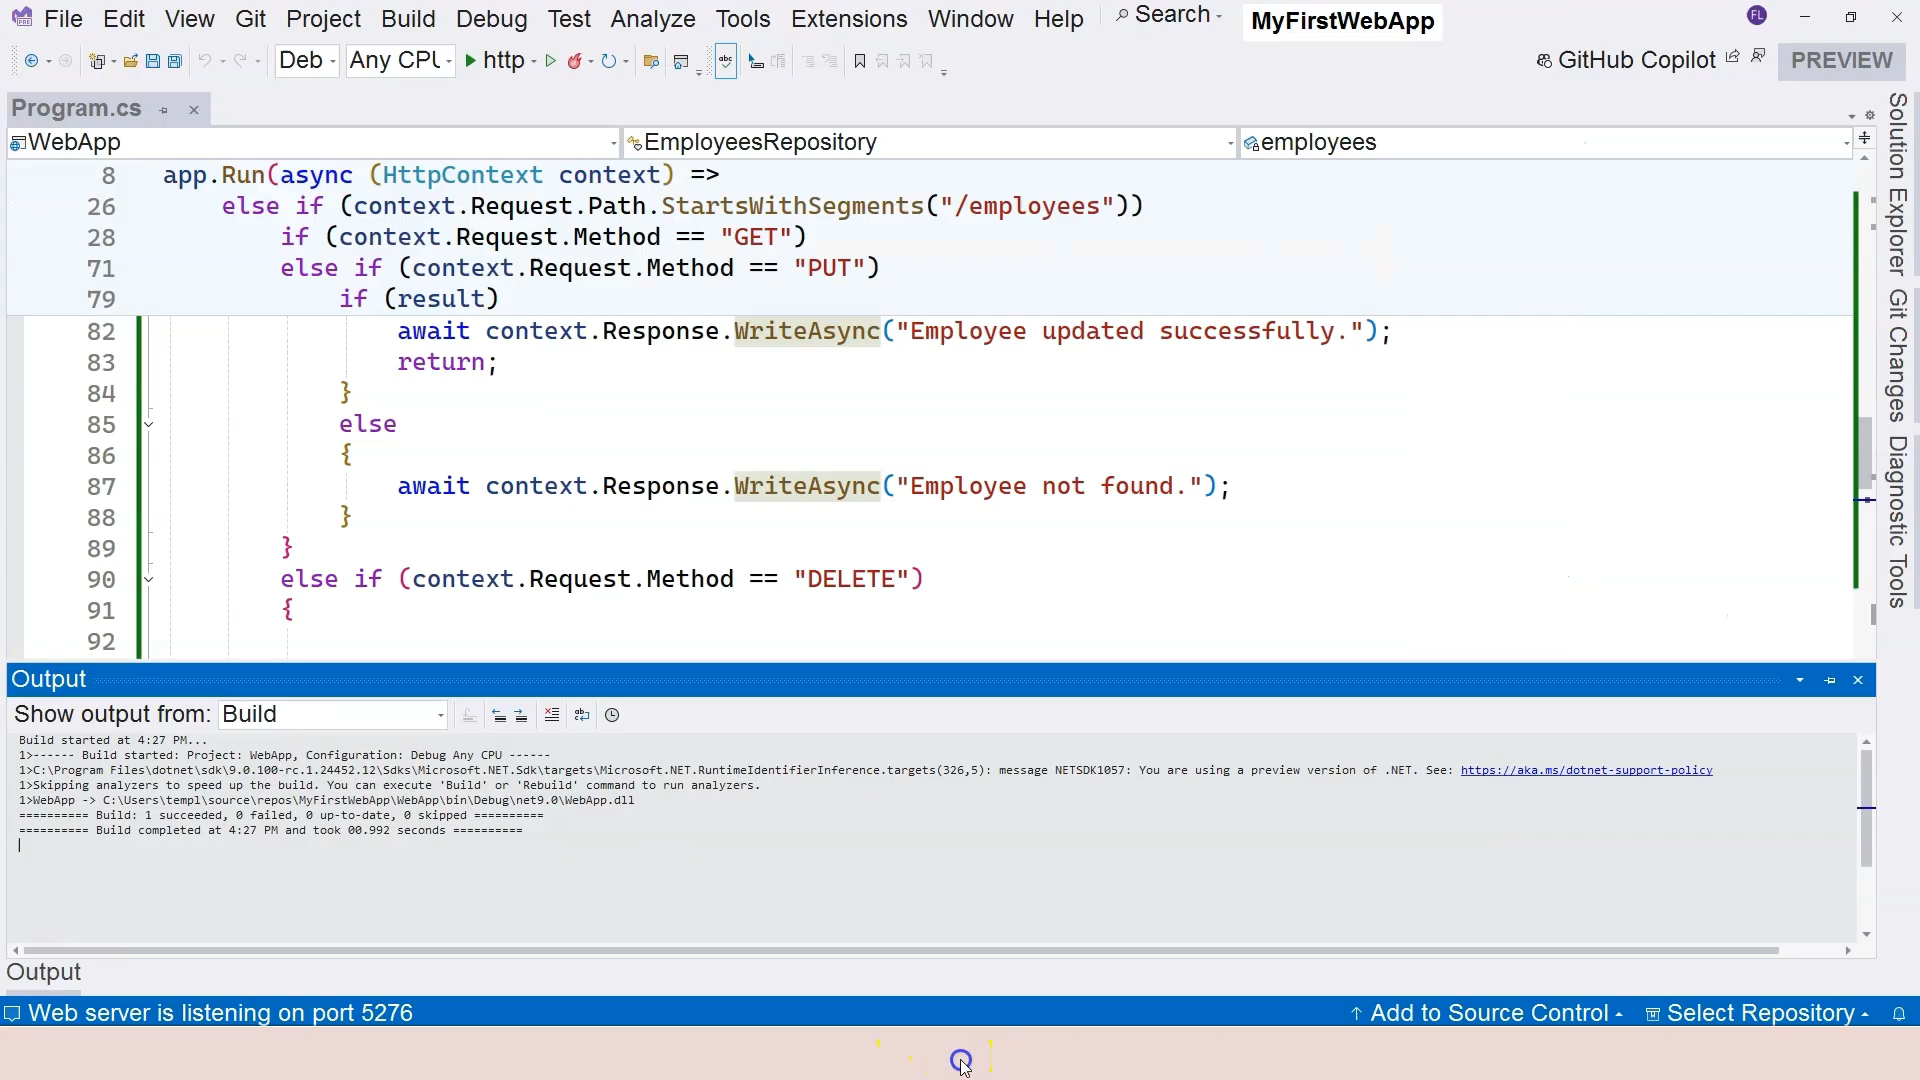 File Edit View Git Project Build Debug Test Analyze Tools Extensions Window Help Search MyFirstWebApp FL
Deb Any CPU http GitHub Copilot PREVIEW
Program.cs
WebApp EmployeesRepository employees
8 app.Run(async (HttpContext context) =>
26 else if (context.Request.Path.StartsWithSegments("/employees"))
28 if (context.Request.Method == "GET")
71 else if (context.Request.Method == "PUT")
79 if (result)
82 await context.Response.WriteAsync("Employee updated successfully.");
83 return;
84 }
85 else
86 {
87 await context.Response.WriteAsync("Employee not found.");
88 }
89 }
90 else if (context.Request.Method == "DELETE")
91 {
92
Solution Explorer
Git Changes
Diagnostic Tools
Output
Show output from: Build
Build started at 4:27 PM...
1>------ Build started: Project: WebApp, Configuration: Debug Any CPU ------
1>C:\Program Files\dotnet\sdk\9.0.100-rc.1.24452.12\Sdks\Microsoft.NET.Sdk\targets\Microsoft.NET.RuntimeIdentifierInference.targets(326,5): message NETSDK1057: You are using a preview version of .NET. See: https://aka.ms/dotnet-support-policy
1>Skipping analyzers to speed up the build. You can execute 'Build' or 'Rebuild' command to run analyzers.
1>WebApp -> C:\Users\templ\source\repos\MyFirstWebApp\WebApp\bin\Debug\net9.0\WebApp.dll
========== Build: 1 succeeded, 0 failed, 0 up-to-date, 0 skipped ==========
========== Build completed at 4:27 PM and took 00.992 seconds ==========
Output
Web server is listening on port 5276 Add to Source Control Select Repository